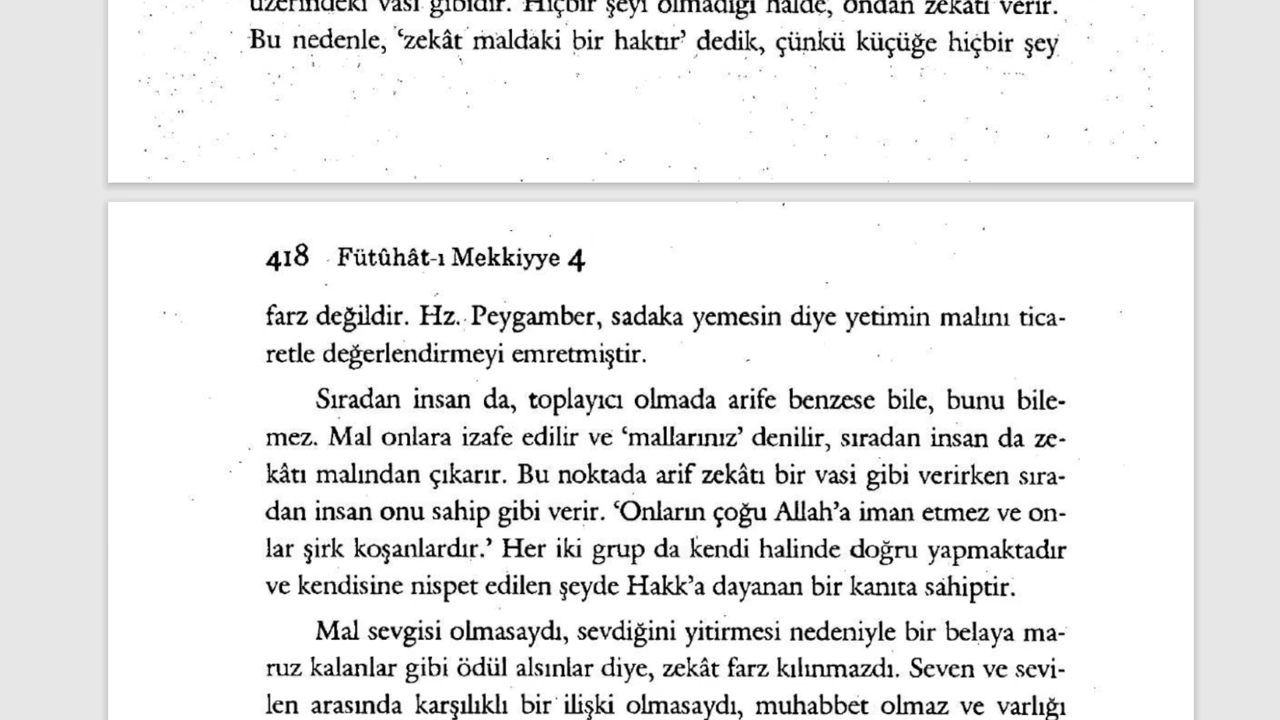 üzerindeki vasi gibidir. Hiçbir şeyi olmadığı halde, ondan zekâtı verir.
Bu nedenle, ‘zekât maldaki bir haktır’ dedik, çünkü küçüğe hiçbir şey
418 Fütûhât-ı Mekkiyye 4
farz değildir. Hz. Peygamber, sadaka yemesin diye yetimin malını tica-
retle değerlendirmeyi emretmiştir.
Sıradan insan da, toplayıcı olmada arife benzese bile, bunu bile-
mez. Mal onlara izafe edilir ve ‘mallarınız’ denilir, sıradan insan da ze-
kâtı malından çıkarır. Bu noktada arif zekâtı bir vasi gibi verirken sıra-
dan insan onu sahip gibi verir. ‘Onların çoğu Allah’a iman etmez ve on-
lar şirk koşanlardır.’ Her iki grup da kendi halinde doğru yapmaktadır
ve kendisine nispet edilen şeyde Hakk’a dayanan bir kanıta sahiptir.
Mal sevgisi olmasaydı, sevdiğini yitirmesi nedeniyle bir belaya ma-
ruz kalanlar gibi ödül alsınlar diye, zekât farz kılınmazdı. Seven ve sevi-
len arasında karşılıklı bir ilişki olmasaydı, muhabbet olmaz ve varlığı